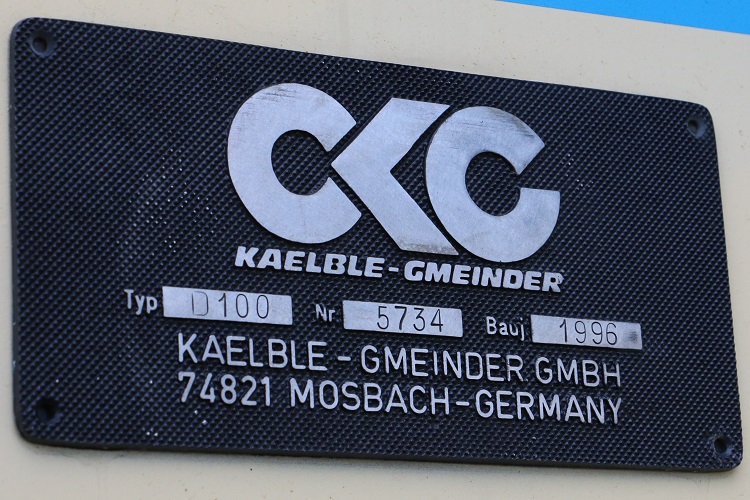 CKG
KAELBLE-GMEINDER
Typ D100 Nr. 5734 Bauj 1996
KAELBLE-GMEINDER GMBH
74821 MOSBACH-GERMANY